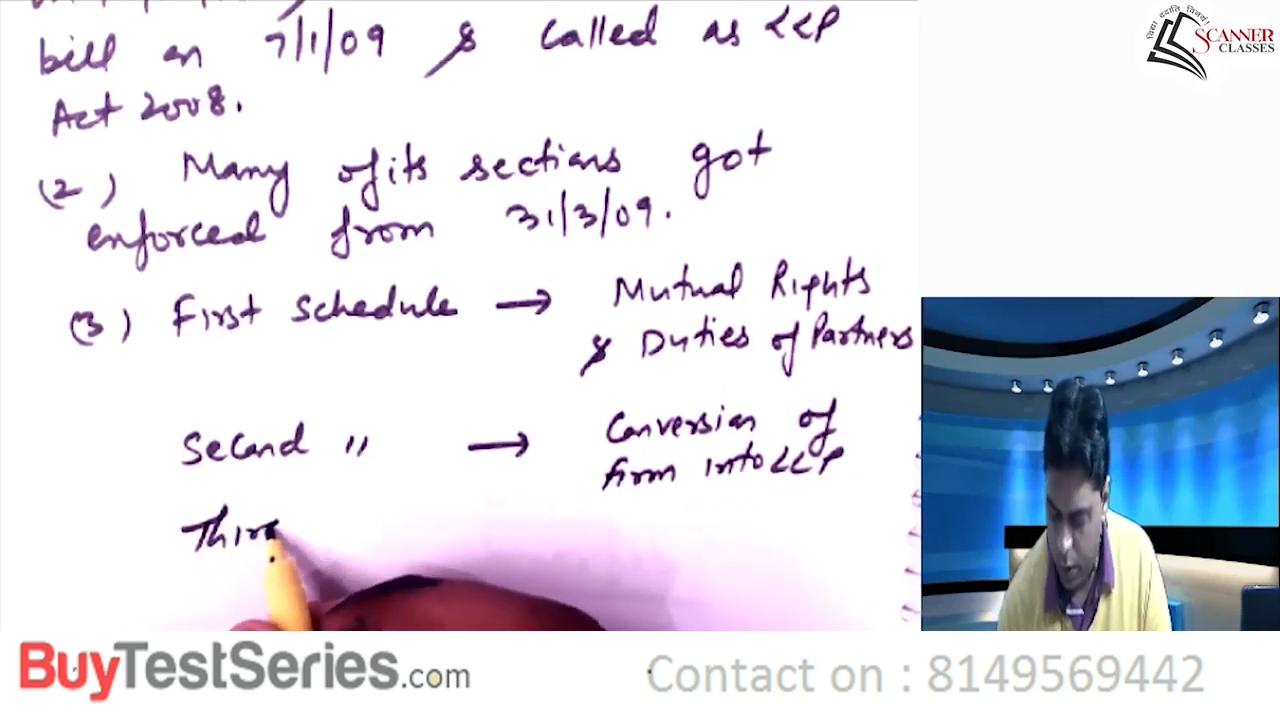 bill on 7/1/09 & called as LLP
Act 2008.
(2) Many of its sections got
enforced from 31/3/09.
(3) First Schedule → Mutual Rights
& Duties of Partners
Second " → Conversion of
firm into LLP
Thir
विद्या ददाति विनयं।
SCANNER
CLASSES
BuyTestSeries.com
Contact on : 8149569442